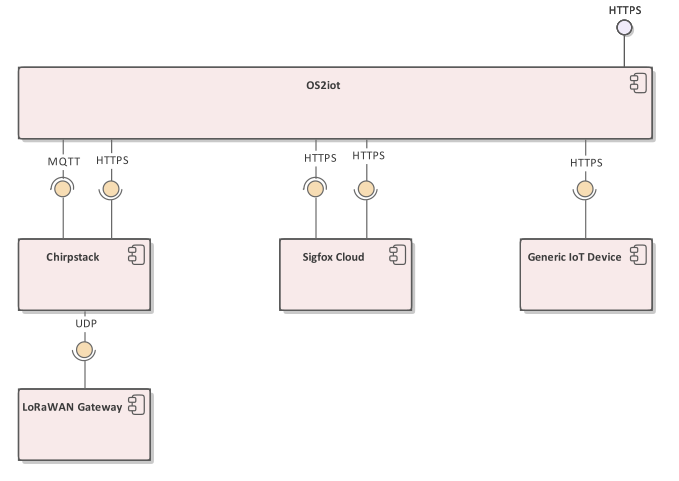 HTTPS
OS2iot
MQTT
HTTPS
HTTPS
HTTPS
HTTPS
Chirpstack
Sigfox Cloud
Generic IoT Device
UDP
LoRaWAN Gateway